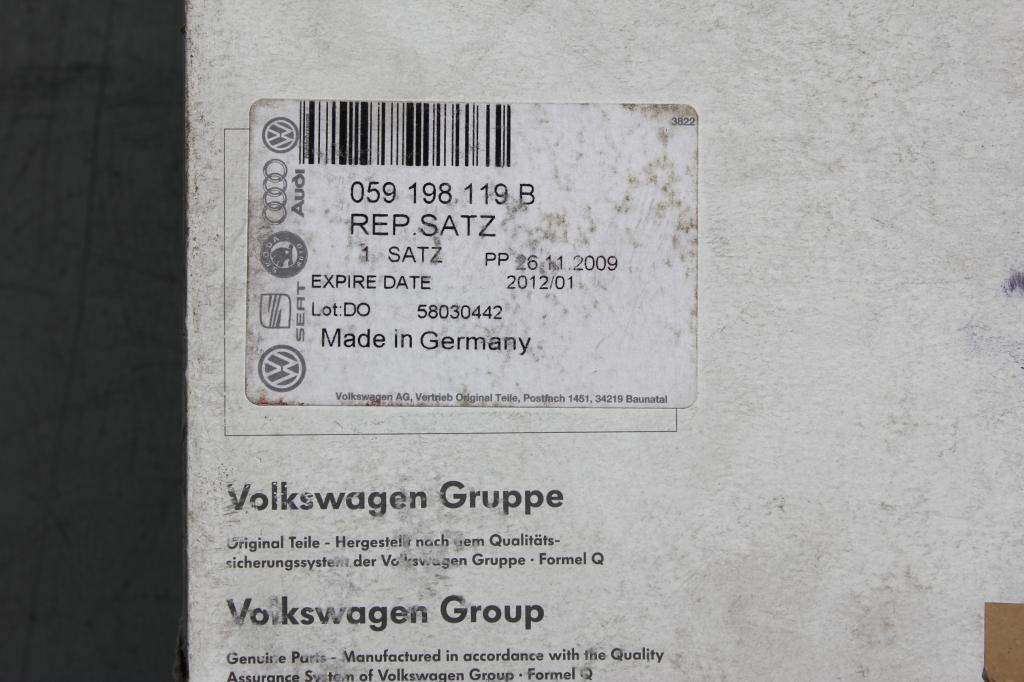 3822
Audi
SKODA
AUTO
SEAT
059 198 119 B
REP.SATZ
1 SATZ PP 26.11.2009
EXPIRE DATE 2012/01
Lot:DO 58030442
Made in Germany
Volkswagen AG, Vertrieb Original Teile, Postfach 1451, 34219 Baunatal
Volkswagen Gruppe
Original Teile - Hergestellt nach dem Qualitäts-
sicherungssystem der Volkswagen Gruppe · Formel Q
Volkswagen Group
Genuine Parts - Manufactured in accordance with the Quality
Assurance System of Volkswagen Group · Formel Q